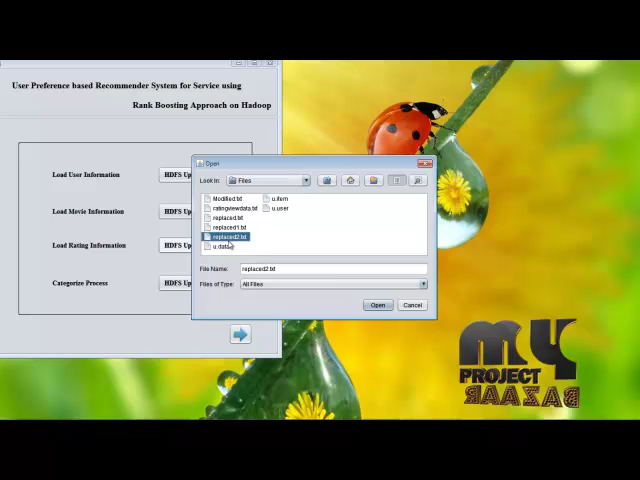 User Preference based Recommender System for Service using
Rank Boosting Approach on Hadoop
Load User Information
HDFS Up
Load Movie Information
HDFS Up
Load Rating Information
HDFS Up
Categorize Process
HDFS Up
Open
Look In:
Files
Modified.txt
u.item
ratingviewdata.txt
u.user
replaced.txt
replaced1.txt
replaced2.txt
u.data
File Name:
replaced2.txt
Files of Type:
All Files
Open
Cancel
MY
PROJECT
BAZAAR